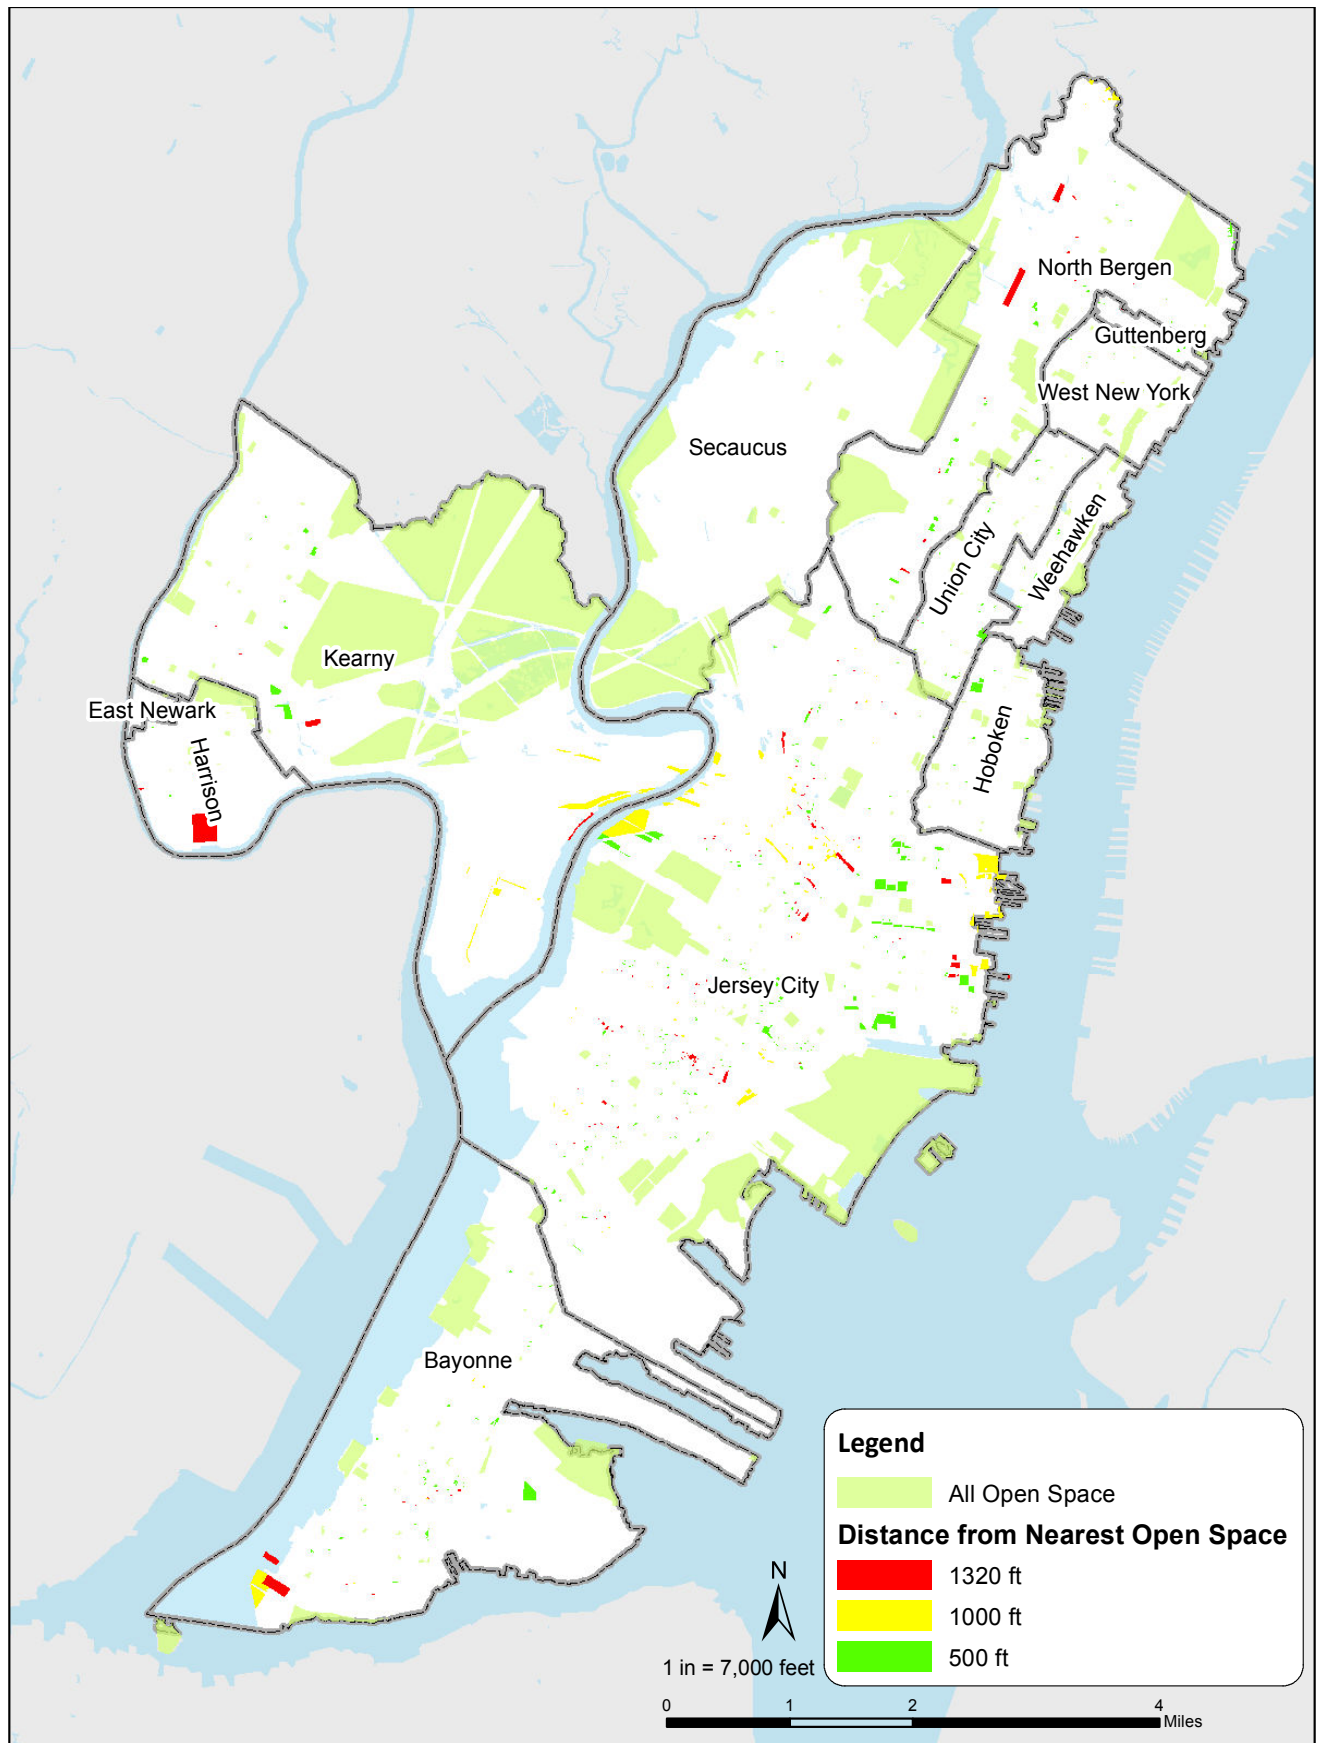 North Bergen
Guttenberg
West New York
Secaucus
Union City
Weehawken
Kearny
East Newark
Harrison
Hoboken
Jersey City
Bayonne
Legend
All Open Space
Distance from Nearest Open Space
1320 ft
1000 ft
500 ft
N
1 in = 7,000 feet
0 1 2 4
Miles